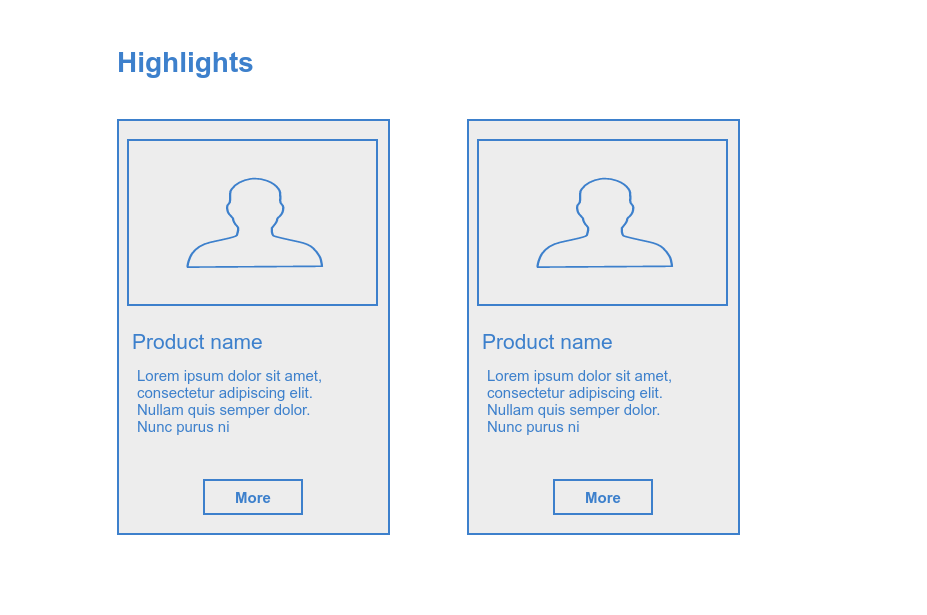 Highlights
Product name
Lorem ipsum dolor sit amet,
consectetur adipiscing elit.
Nullam quis semper dolor.
Nunc purus ni
More
Product name
Lorem ipsum dolor sit amet,
consectetur adipiscing elit.
Nullam quis semper dolor.
Nunc purus ni
More